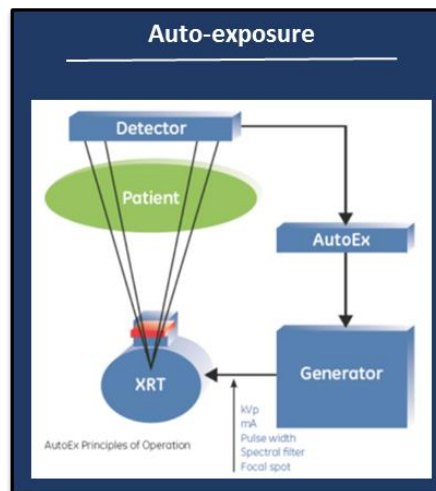 Auto-exposure
Detector
Patient
AutoEx
XRT
Generator
kVp
mA
Pulse width
Spectral filter
Focal spot
AutoEx Principles of Operation